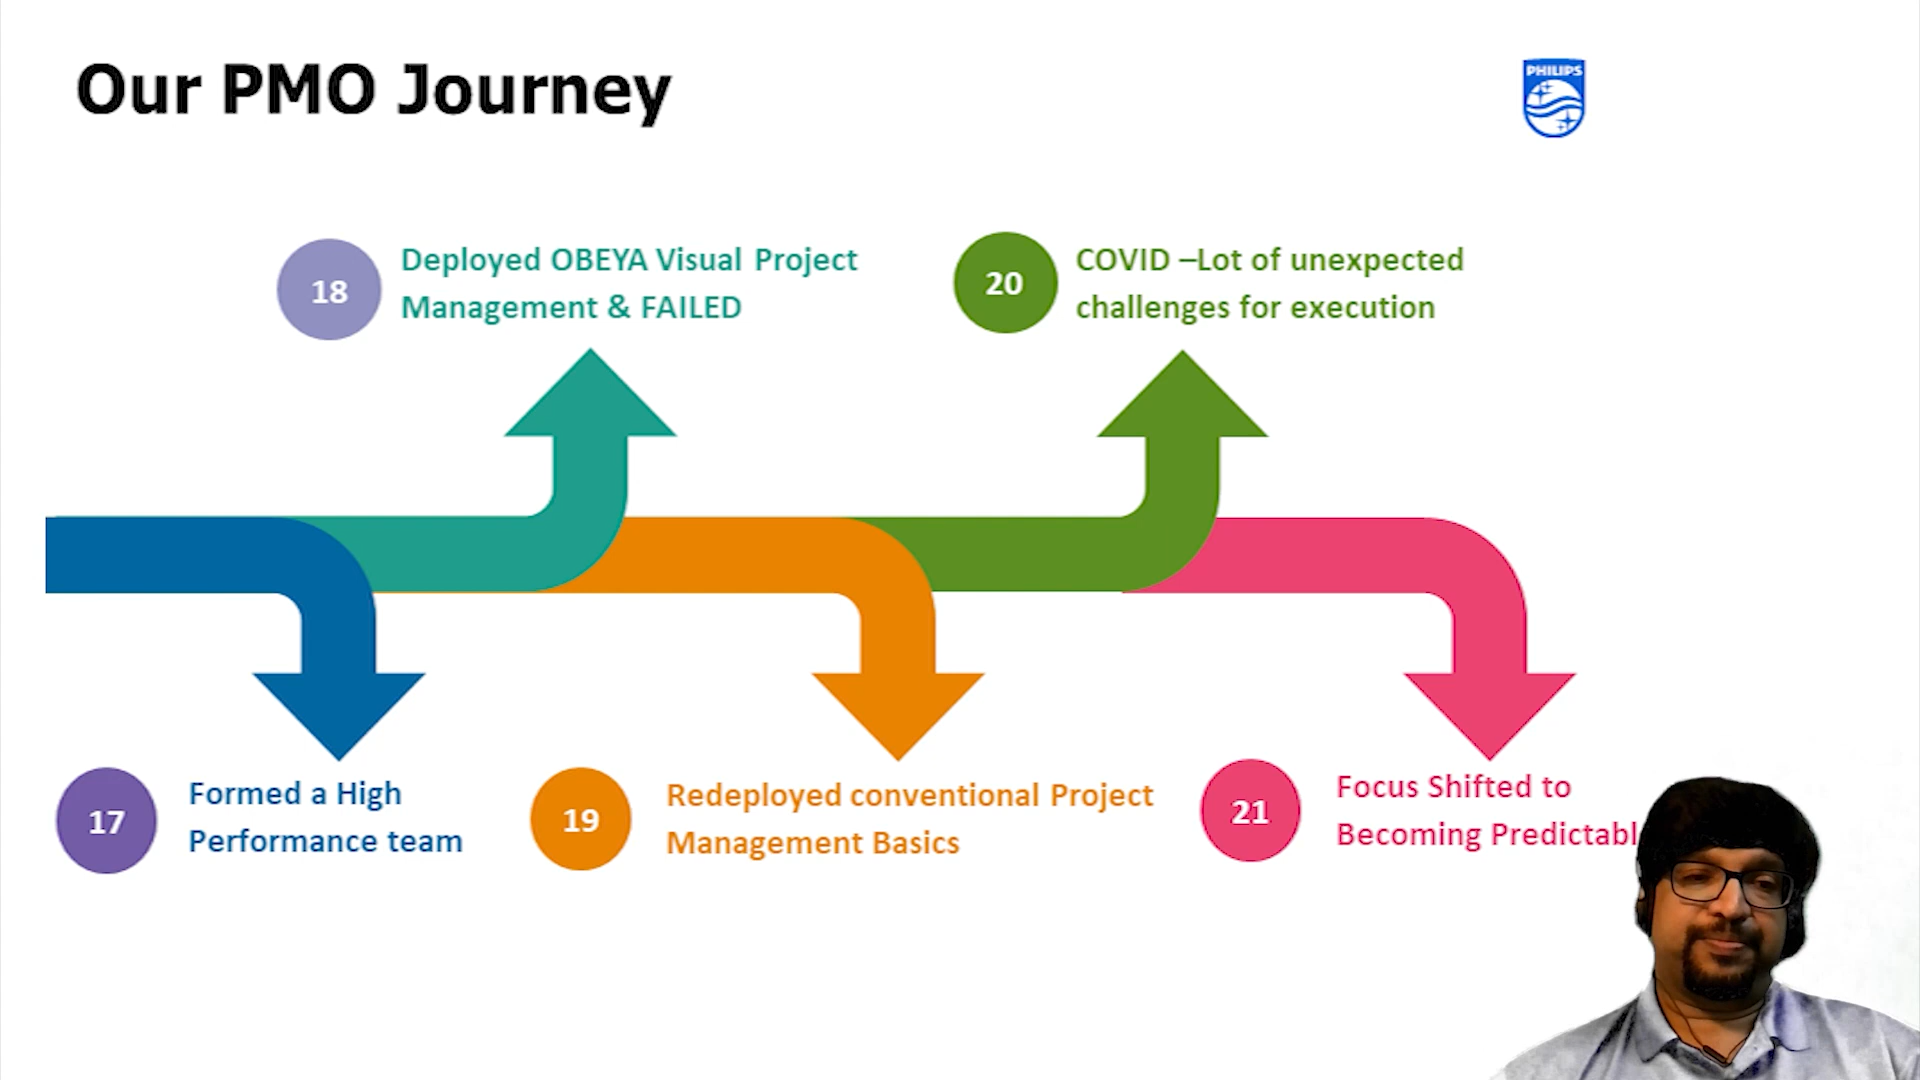 Our PMO Journey
PHILIPS
18
Deployed OBEYA Visual Project
Management & FAILED
20
COVID –Lot of unexpected
challenges for execution
17
Formed a High
Performance team
19
Redeployed conventional Project
Management Basics
21
Focus Shifted to
Becoming Predictabl